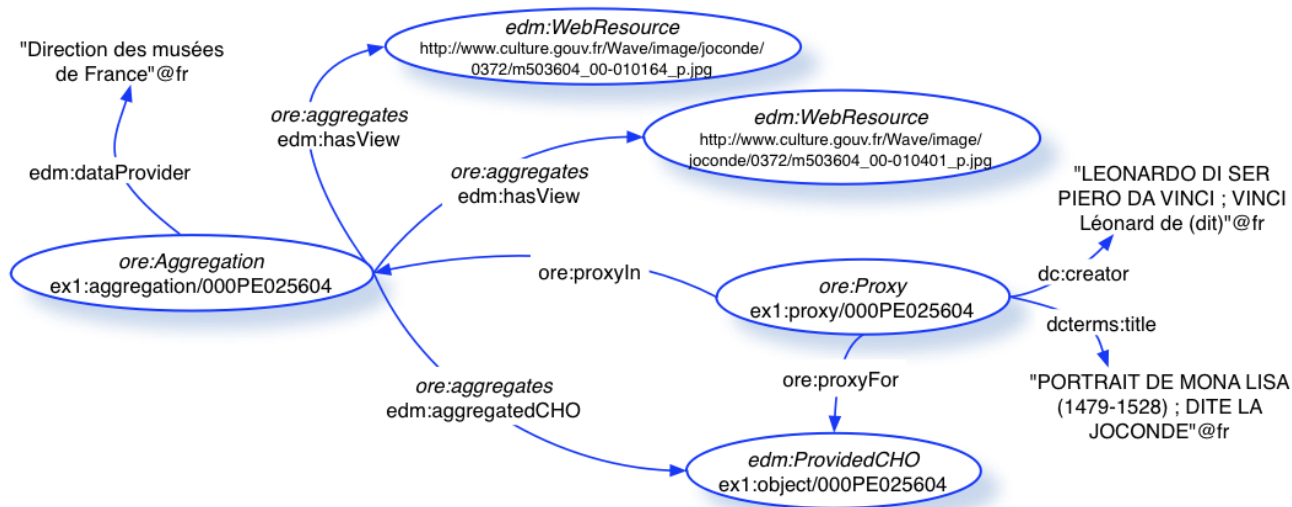 edm:WebResource
http://www.culture.gouv.fr/Wave/image/joconde/
0372/m503604_00-010164_p.jpg
"Direction des musées
de France"@fr
ore:aggregates
edm:hasView
edm:WebResource
http://www.culture.gouv.fr/Wave/image/
joconde/0372/m503604_00-010401_p.jpg
edm:dataProvider
ore:aggregates
edm:hasView
"LEONARDO DI SER
PIERO DA VINCI ; VINCI
Léonard de (dit)"@fr
ore:Aggregation
ex1:aggregation/000PE025604
ore:proxyIn
ore:Proxy
ex1:proxy/000PE025604
dc:creator
dcterms:title
ore:aggregates
edm:aggregatedCHO
ore:proxyFor
"PORTRAIT DE MONA LISA
(1479-1528) ; DITE LA
JOCONDE"@fr
edm:ProvidedCHO
ex1:object/000PE025604